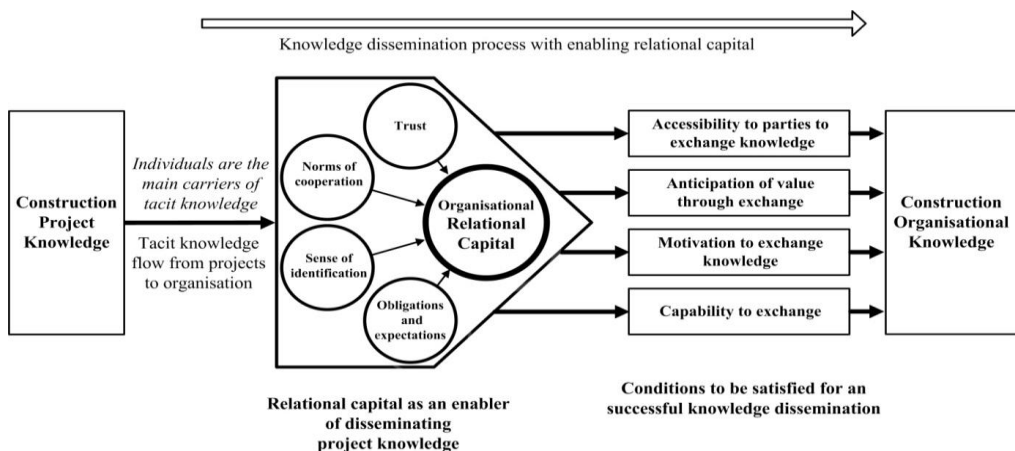 Knowledge dissemination process with enabling relational capital
Construction
Project
Knowledge
Individuals are the
main carriers of
tacit knowledge
Tacit knowledge
flow from projects
to organisation
Trust
Norms of
cooperation
Sense of
identification
Obligations
and
expectations
Organisational
Relational
Capital
Relational capital as an enabler
of disseminating
project knowledge
Accessibility to parties to
exchange knowledge
Anticipation of value
through exchange
Motivation to exchange
knowledge
Capability to exchange
Conditions to be satisfied for an
successful knowledge dissemination
Construction
Organisational
Knowledge